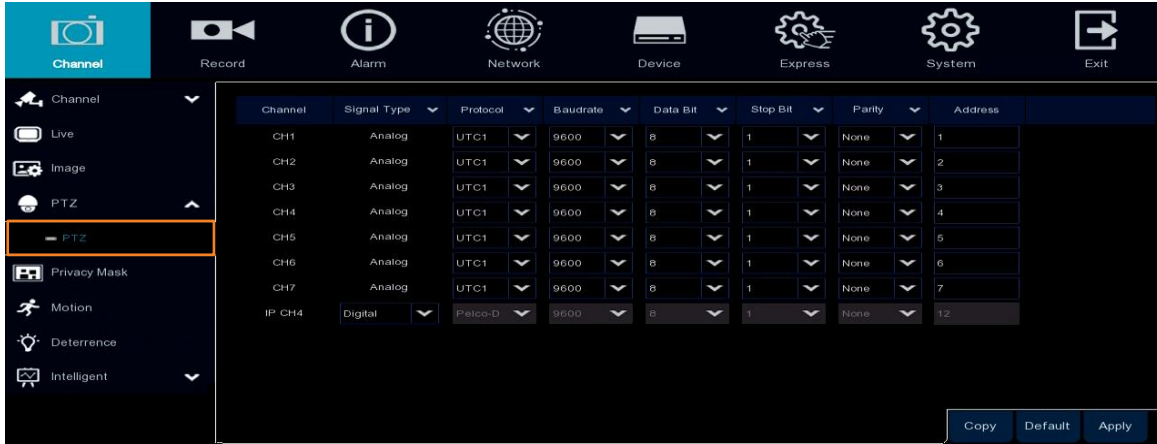 Channel Record Alarm Network Device Express System Exit
Channel
Live
Image
PTZ
PTZ
Privacy Mask
Motion
Deterrence
Intelligent
Channel Signal Type Protocol Baudrate Data Bit Stop Bit Parity Address
CH1 Analog UTC1 9600 8 1 None 1
CH2 Analog UTC1 9600 8 1 None 2
CH3 Analog UTC1 9600 8 1 None 3
CH4 Analog UTC1 9600 8 1 None 4
CH5 Analog UTC1 9600 8 1 None 5
CH6 Analog UTC1 9600 8 1 None 6
CH7 Analog UTC1 9600 8 1 None 7
IP CH4 Digital Pelco-D 9600 8 1 None 12
Copy Default Apply